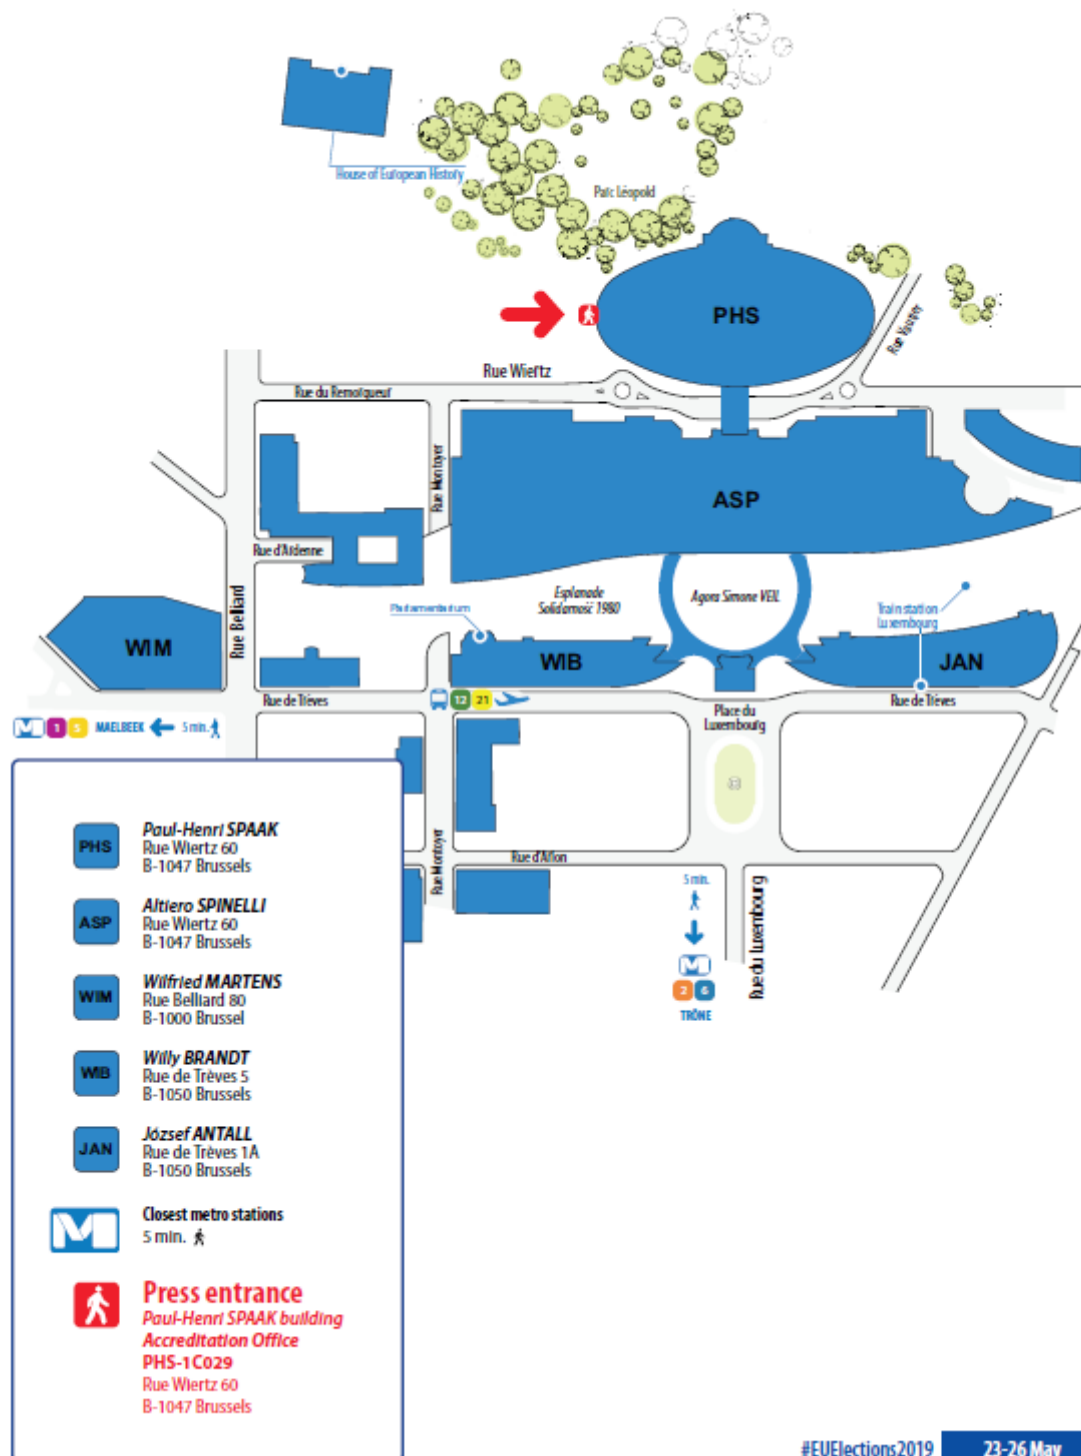 House of European History
Parc Léopold
PHS
Rue Vautier
Rue Wiertz
Rue du Remorqueur
Rue Montoyer
ASP
Rue d'Ardenne
Rue Belliard
Esplanade
Solidarność 1980
Agora Simone VEIL
Parlamentarium
Train station
Luxembourg
WIM
WIB
JAN
Rue de Trèves
12 21
Place du
Luxembourg
Rue de Trèves
M 1 5 MAELBEEK 5 min.
Rue d'Arlon
Rue Montoyer
5 min.
M
2 6
TRÔNE
Rue du Luxembourg
PHS
Paul-Henri SPAAK
Rue Wiertz 60
B-1047 Brussels
ASP
Altiero SPINELLI
Rue Wiertz 60
B-1047 Brussels
WIM
Wilfried MARTENS
Rue Belliard 80
B-1000 Brussel
WIB
Willy BRANDT
Rue de Trèves 5
B-1050 Brussels
JAN
József ANTALL
Rue de Trèves 1A
B-1050 Brussels
M
Closest metro stations
5 min.
Press entrance
Paul-Henri SPAAK building
Accreditation Office
PHS-1C029
Rue Wiertz 60
B-1047 Brussels
#EUElections2019 23-26 May